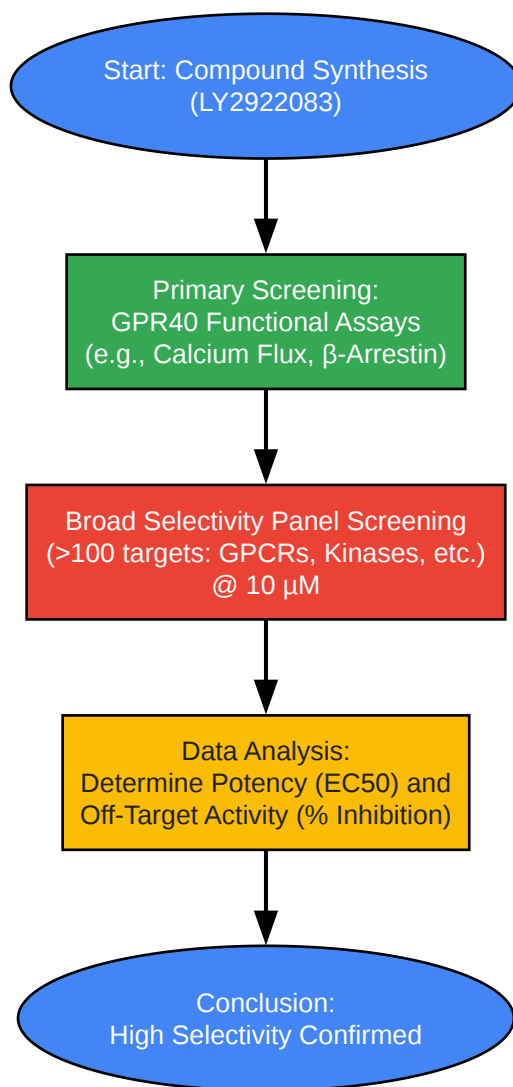 Start: Compound Synthesis
(LY2922083)
Primary Screening:
GPR40 Functional Assays
(e.g., Calcium Flux, β-Arrestin)
Broad Selectivity Panel Screening
(>100 targets: GPCRs, Kinases, etc.)
@ 10 µM
Data Analysis:
Determine Potency (EC50) and
Off-Target Activity (% Inhibition)
Conclusion:
High Selectivity Confirmed